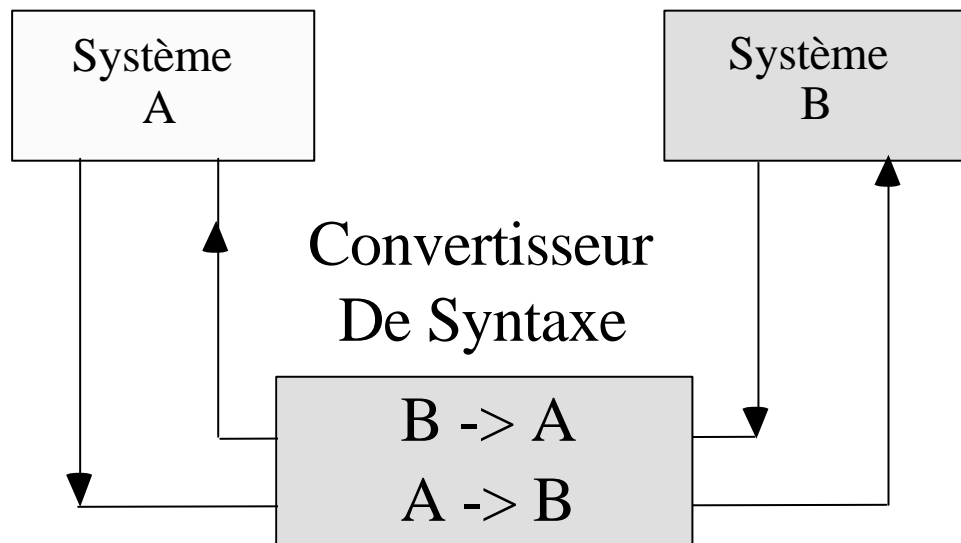 Système
A
Système
B
Convertisseur
De Syntaxe
B -> A
A -> B